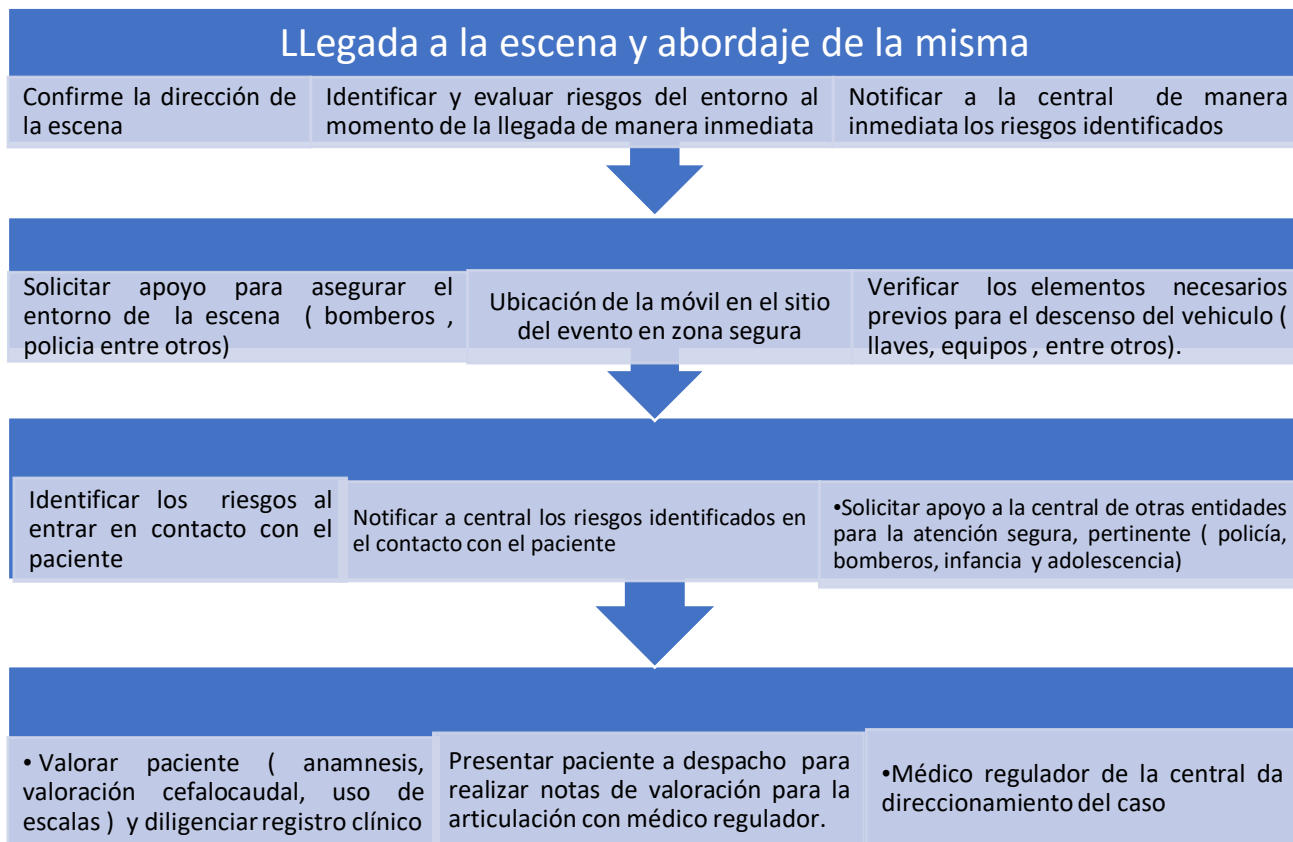 LLegada a la escena y abordaje de la misma
Confirme la dirección de
la escena
Identificar y evaluar riesgos del entorno al
momento de la llegada de manera inmediata
Notificar a la central de manera
inmediata los riesgos identificados
Solicitar apoyo para asegurar el
entorno de la escena ( bomberos ,
policia entre otros)
Ubicación de la móvil en el sitio
del evento en zona segura
Verificar los elementos necesarios
previos para el descenso del vehiculo (
llaves, equipos , entre otros).
Identificar los riesgos al
entrar en contacto con el
paciente
Notificar a central los riesgos identificados en
el contacto con el paciente
•Solicitar apoyo a la central de otras entidades
para la atención segura, pertinente ( policía,
bomberos, infancia y adolescencia)
• Valorar paciente ( anamnesis,
valoración cefalocaudal, uso de
escalas ) y diligenciar registro clínico
Presentar paciente a despacho para
realizar notas de valoración para la
articulación con médico regulador.
•Médico regulador de la central da
direccionamiento del caso